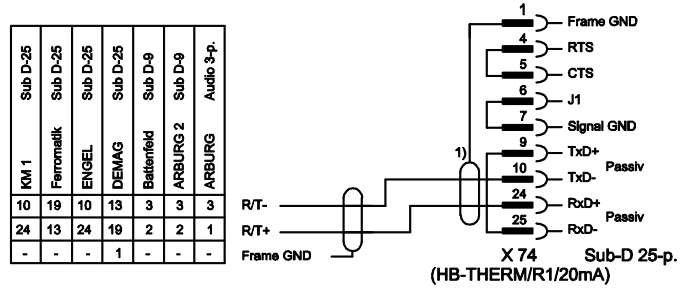 KM 1 Sub D-25
Ferromatik Sub D-25
ENGEL Sub D-25
DEMAG Sub D-25
Battenfeld Sub D-9
ARBURG 2 Sub D-9
ARBURG Audio 3-p.
10 19 10 13 3 3 3
24 13 24 19 2 2 1
- - - 1 - - -
R/T-
R/T+
Frame GND
1)
1 Frame GND
4 RTS
5 CTS
6 J1
7 Signal GND
9 TxD+
Passiv
10 TxD-
24 RxD+
Passiv
25 RxD-
X 74 Sub-D 25-p.
(HB-THERM/R1/20mA)